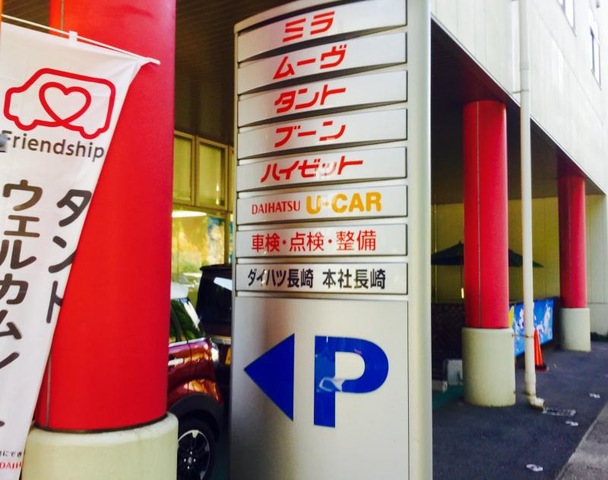 Friendship
タント
ウェルカム
ミラ
ムーヴ
タント
ブーン
ハイゼット
DAIHATSU U-CAR
車検・点検・整備
ダイハツ長崎 本社長崎
P